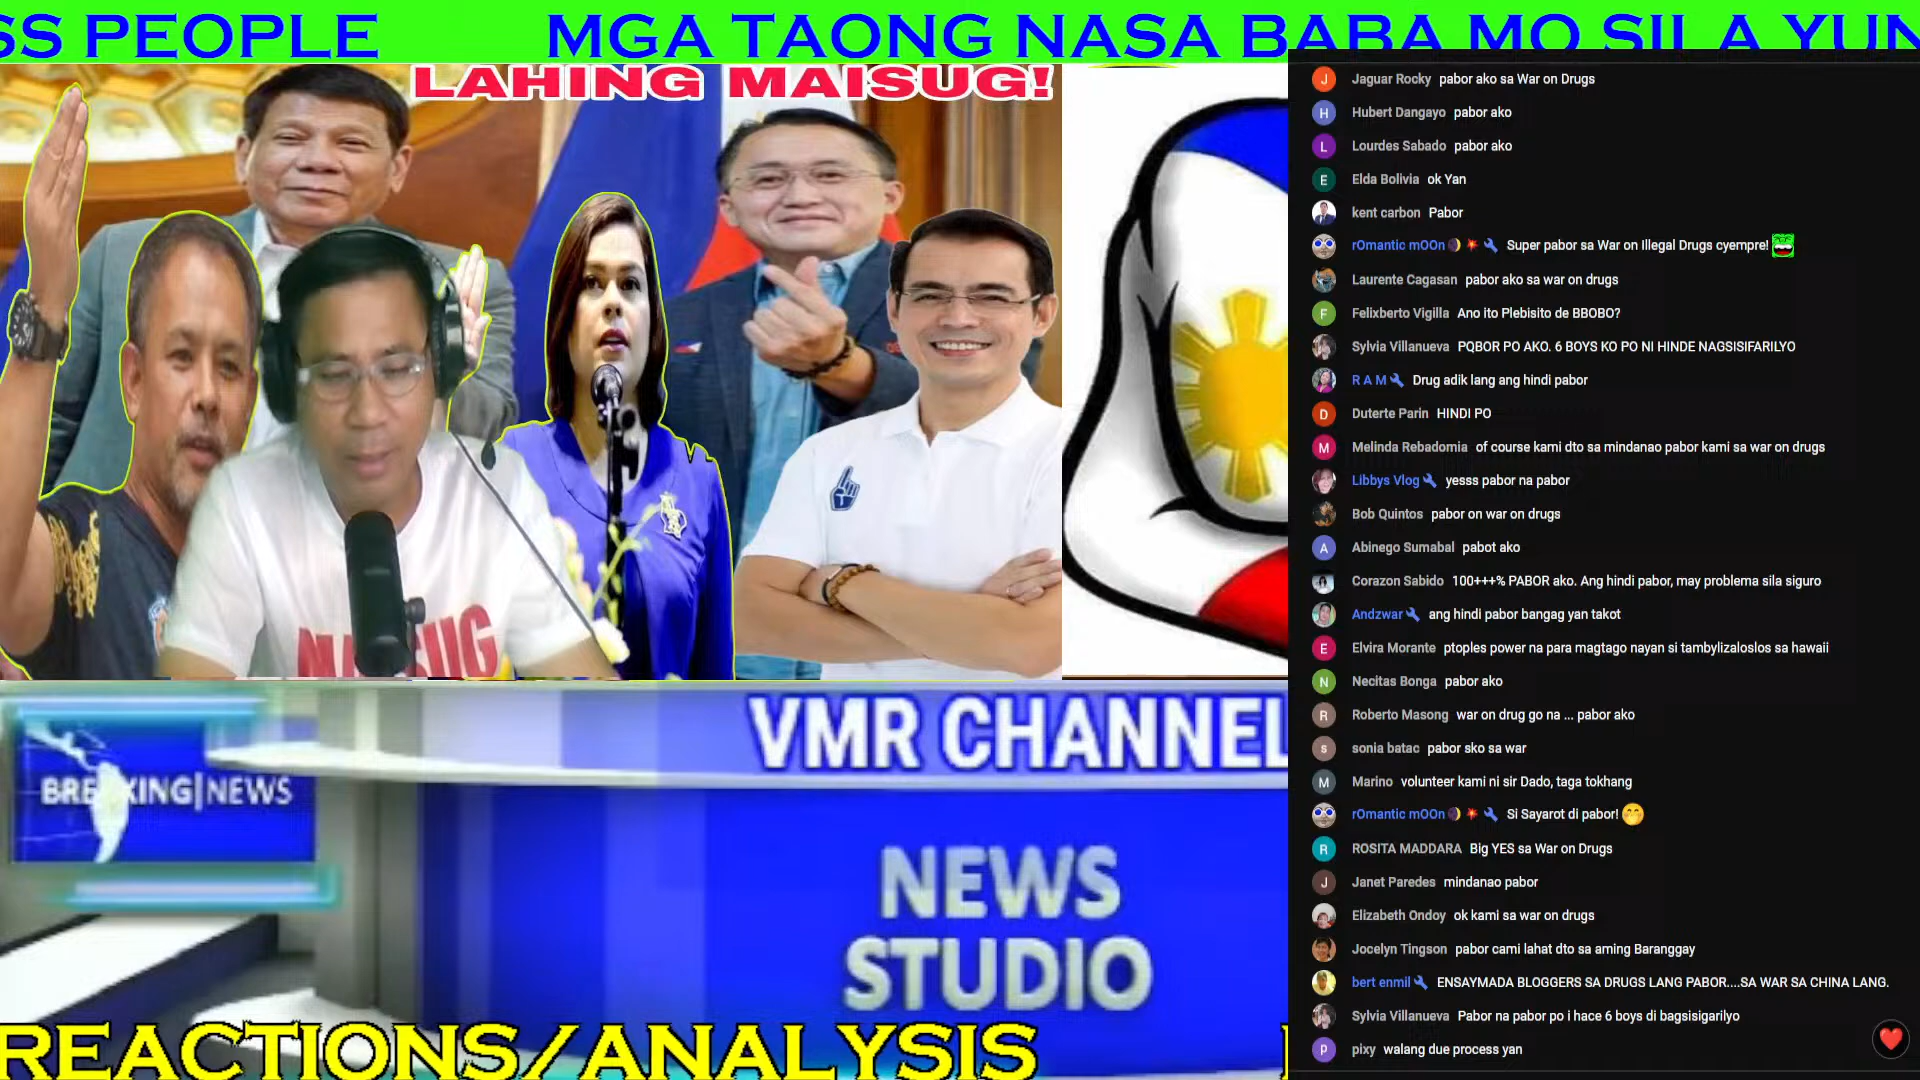 SS PEOPLE MGA TAONG NASA BABA MO SILA YUN
LAHING MAISUG!
BREAKING|NEWS
VMR CHANNEL
NEWS
STUDIO
REACTIONS/ANALYSIS
Jaguar Rocky pabor ako sa War on Drugs
Hubert Dangayo pabor ako
Lourdes Sabado pabor ako
Elda Bolivia ok Yan
kent carbon Pabor
rOmantic mOOn Super pabor sa War on Illegal Drugs cyempre!
Laurente Cagasan pabor ako sa war on drugs
Felixberto Vigilla Ano ito Plebisito de BBOBO?
Sylvia Villanueva PQBOR PO AKO. 6 BOYS KO PO NI HINDE NAGSISIFARILYO
R A M Drug adik lang ang hindi pabor
Duterte Parin HINDI PO
Melinda Rebadomia of course kami dto sa mindanao pabor kami sa war on drugs
Libbys Vlog yesss pabor na pabor
Bob Quintos pabor on war on drugs
Abinego Sumabal pabot ako
Corazon Sabido 100+++% PABOR ako. Ang hindi pabor, may problema sila siguro
Andzwar ang hindi pabor bangag yan takot
Elvira Morante ptoples power na para magtago nayan si tambylizaloslos sa hawaii
Necitas Bonga pabor ako
Roberto Masong war on drug go na ... pabor ako
sonia batac pabor sko sa war
Marino volunteer kami ni sir Dado, taga tokhang
rOmantic mOOn Si Sayarot di pabor!
ROSITA MADDARA Big YES sa War on Drugs
Janet Paredes mindanao pabor
Elizabeth Ondoy ok kami sa war on drugs
Jocelyn Tingson pabor cami lahat dto sa aming Baranggay
bert enmil ENSAYMADA BLOGGERS SA DRUGS LANG PABOR....SA WAR SA CHINA LANG.
Sylvia Villanueva Pabor na pabor po i hace 6 boys di bagsisigarilyo
pixy walang due process yan